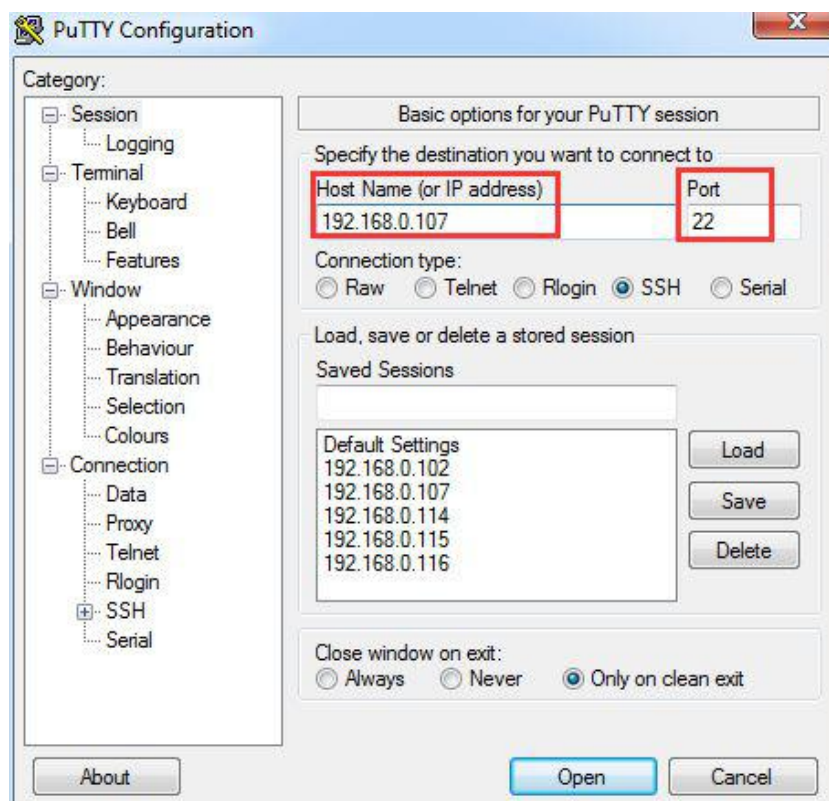 PuTTY Configuration
X
Category:
Session
Logging
Terminal
Keyboard
Bell
Features
Window
Appearance
Behaviour
Translation
Selection
Colours
Connection
Data
Proxy
Telnet
Rlogin
SSH
Serial
Basic options for your PuTTY session
Specify the destination you want to connect to
Host Name (or IP address) Port
192.168.0.107 22
Connection type:
Raw Telnet Rlogin SSH Serial
Load, save or delete a stored session
Saved Sessions
Default Settings
192.168.0.102
192.168.0.107
192.168.0.114
192.168.0.115
192.168.0.116
Load
Save
Delete
Close window on exit:
Always Never Only on clean exit
About Open Cancel